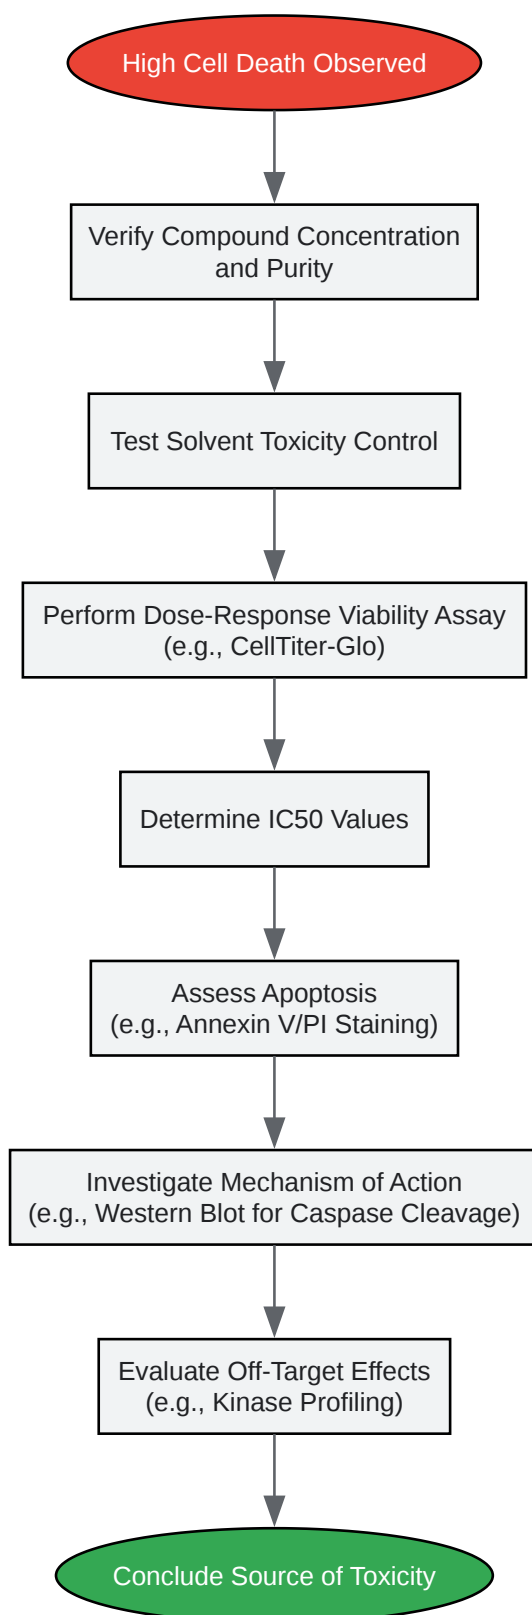 High Cell Death Observed
Verify Compound Concentration
and Purity
Test Solvent Toxicity Control
Perform Dose-Response Viability Assay
(e.g., CellTiter-Glo)
Determine IC50 Values
Assess Apoptosis
(e.g., Annexin V/PI Staining)
Investigate Mechanism of Action
(e.g., Western Blot for Caspase Cleavage)
Evaluate Off-Target Effects
(e.g., Kinase Profiling)
Conclude Source of Toxicity